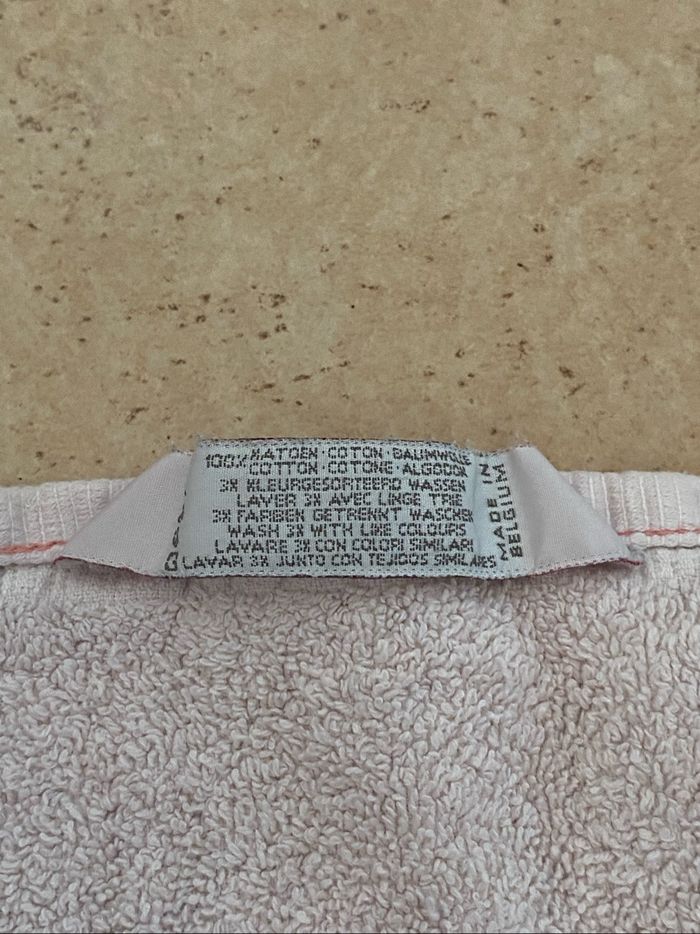 100% KATOEN · COTON · BAUMWOLLE
COTTON · COTONE · ALGODON
3X KLEURGESORTEERD WASSEN
LAVER 3X AVEC LINGE TRIE
3X FARBEN GETRENNT WASCHEN
WASH 3X WITH LIKE COLOURS
LAVARE 3X CON COLORI SIMILARI
LAVAR 3X JUNTO CON TEJIDOS SIMILARES
MADE IN
BELGIUM